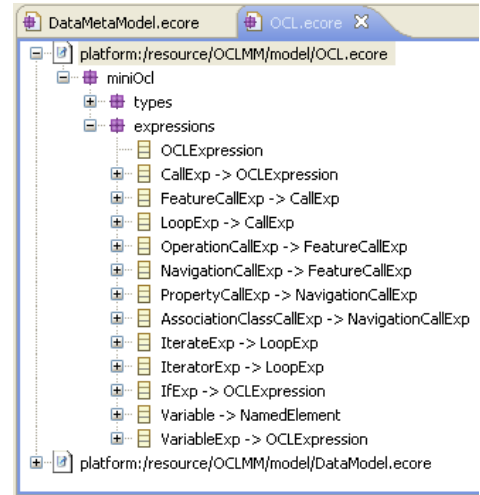 DataMetaModel.ecore OCL.ecore
platform:/resource/OCLMM/model/OCL.ecore
miniOcl
types
expressions
OCLExpression
CallExp -> OCLExpression
FeatureCallExp -> CallExp
LoopExp -> CallExp
OperationCallExp -> FeatureCallExp
NavigationCallExp -> FeatureCallExp
PropertyCallExp -> NavigationCallExp
AssociationClassCallExp -> NavigationCallExp
IterateExp -> LoopExp
IteratorExp -> LoopExp
IfExp -> OCLExpression
Variable -> NamedElement
VariableExp -> OCLExpression
platform:/resource/OCLMM/model/DataModel.ecore